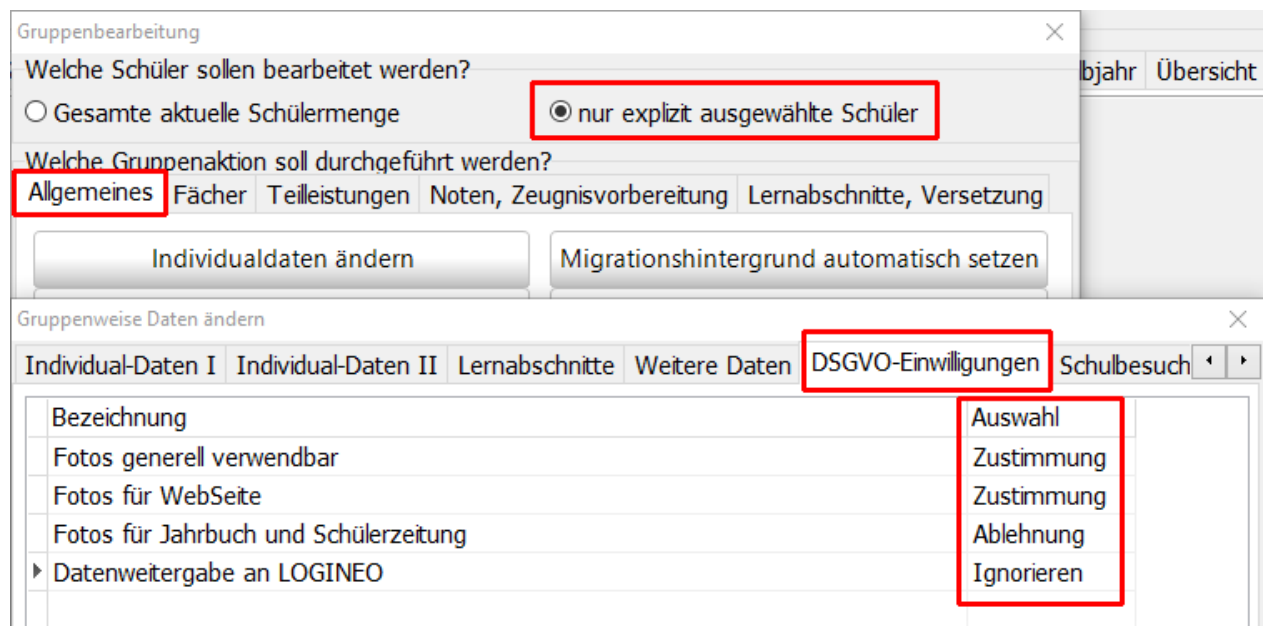 Gruppenbearbeitung
Welche Schüler sollen bearbeitet werden?
bjahr Übersicht
Gesamte aktuelle Schülermenge nur explizit ausgewählte Schüler
Welche Gruppenaktion soll durchgeführt werden?
Allgemeines Fächer Teilleistungen Noten, Zeugnisvorbereitung Lernabschnitte, Versetzung
Individualdaten ändern Migrationshintergrund automatisch setzen
Gruppenweise Daten ändern
Individual-Daten I Individual-Daten II Lernabschnitte Weitere Daten DSGVO-Einwilligungen Schulbesuch
Bezeichnung Auswahl
Fotos generell verwendbar Zustimmung
Fotos für WebSeite Zustimmung
Fotos für Jahrbuch und Schülerzeitung Ablehnung
Datenweitergabe an LOGINEO Ignorieren